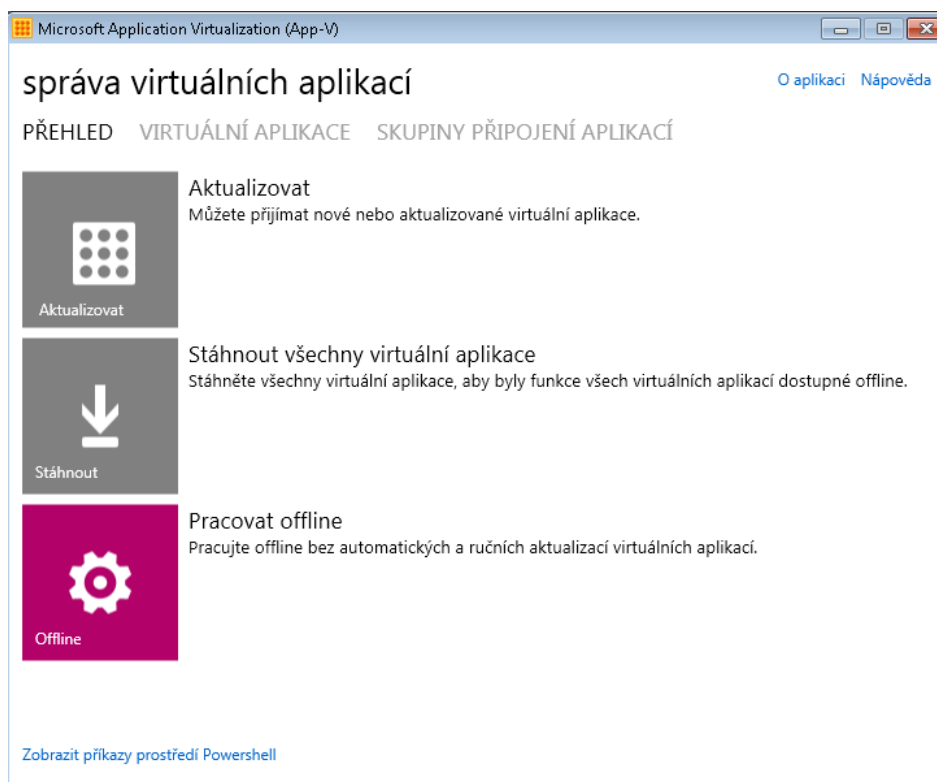 Microsoft Application Virtualization (App-V)
správa virtuálních aplikací
O aplikaci Nápověda
PŘEHLED VIRTUÁLNÍ APLIKACE SKUPINY PŘIPOJENÍ APLIKACÍ
Aktualizovat
Můžete přijímat nové nebo aktualizované virtuální aplikace.
Aktualizovat
Stáhnout všechny virtuální aplikace
Stáhněte všechny virtuální aplikace, aby byly funkce všech virtuálních aplikací dostupné offline.
Stáhnout
Pracovat offline
Pracujte offline bez automatických a ručních aktualizací virtuálních aplikací.
Offline
Zobrazit příkazy prostředí Powershell